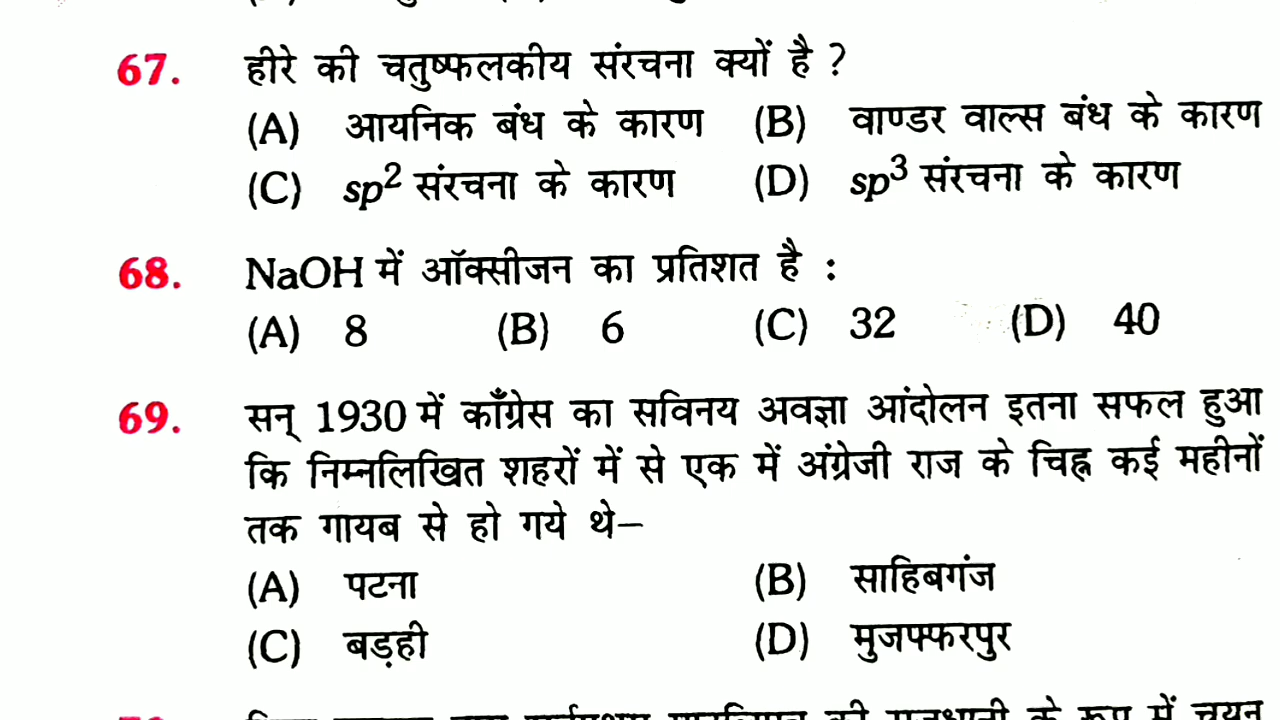 67. हीरे की चतुष्फलकीय संरचना क्यों है ?
(A) आयनिक बंध के कारण (B) वाण्डर वाल्स बंध के कारण
(C) sp² संरचना के कारण (D) sp³ संरचना के कारण
68. NaOH में ऑक्सीजन का प्रतिशत है :
(A) 8 (B) 6 (C) 32 (D) 40
69. सन् 1930 में काँग्रेस का सविनय अवज्ञा आंदोलन इतना सफल हुआ
कि निम्नलिखित शहरों में से एक में अंग्रेजी राज के चिह्न कई महीनों
तक गायब से हो गये थे–
(A) पटना (B) साहिबगंज
(C) बड़ही (D) मुजफ्फरपुर